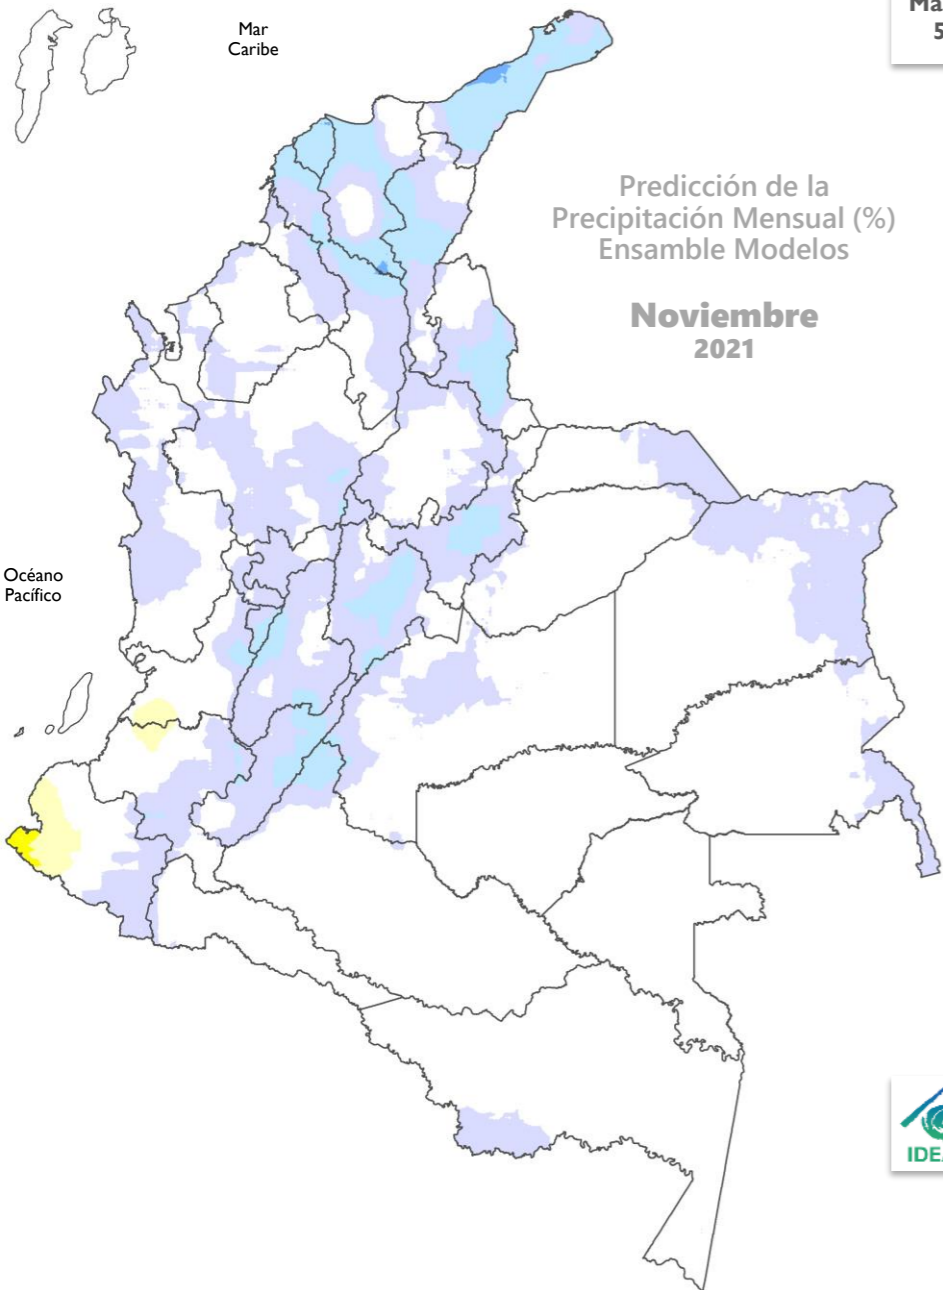 Mar
Caribe
Predicción de la
Precipitación Mensual (%)
Ensamble Modelos
Noviembre
2021
Océano
Pacífico